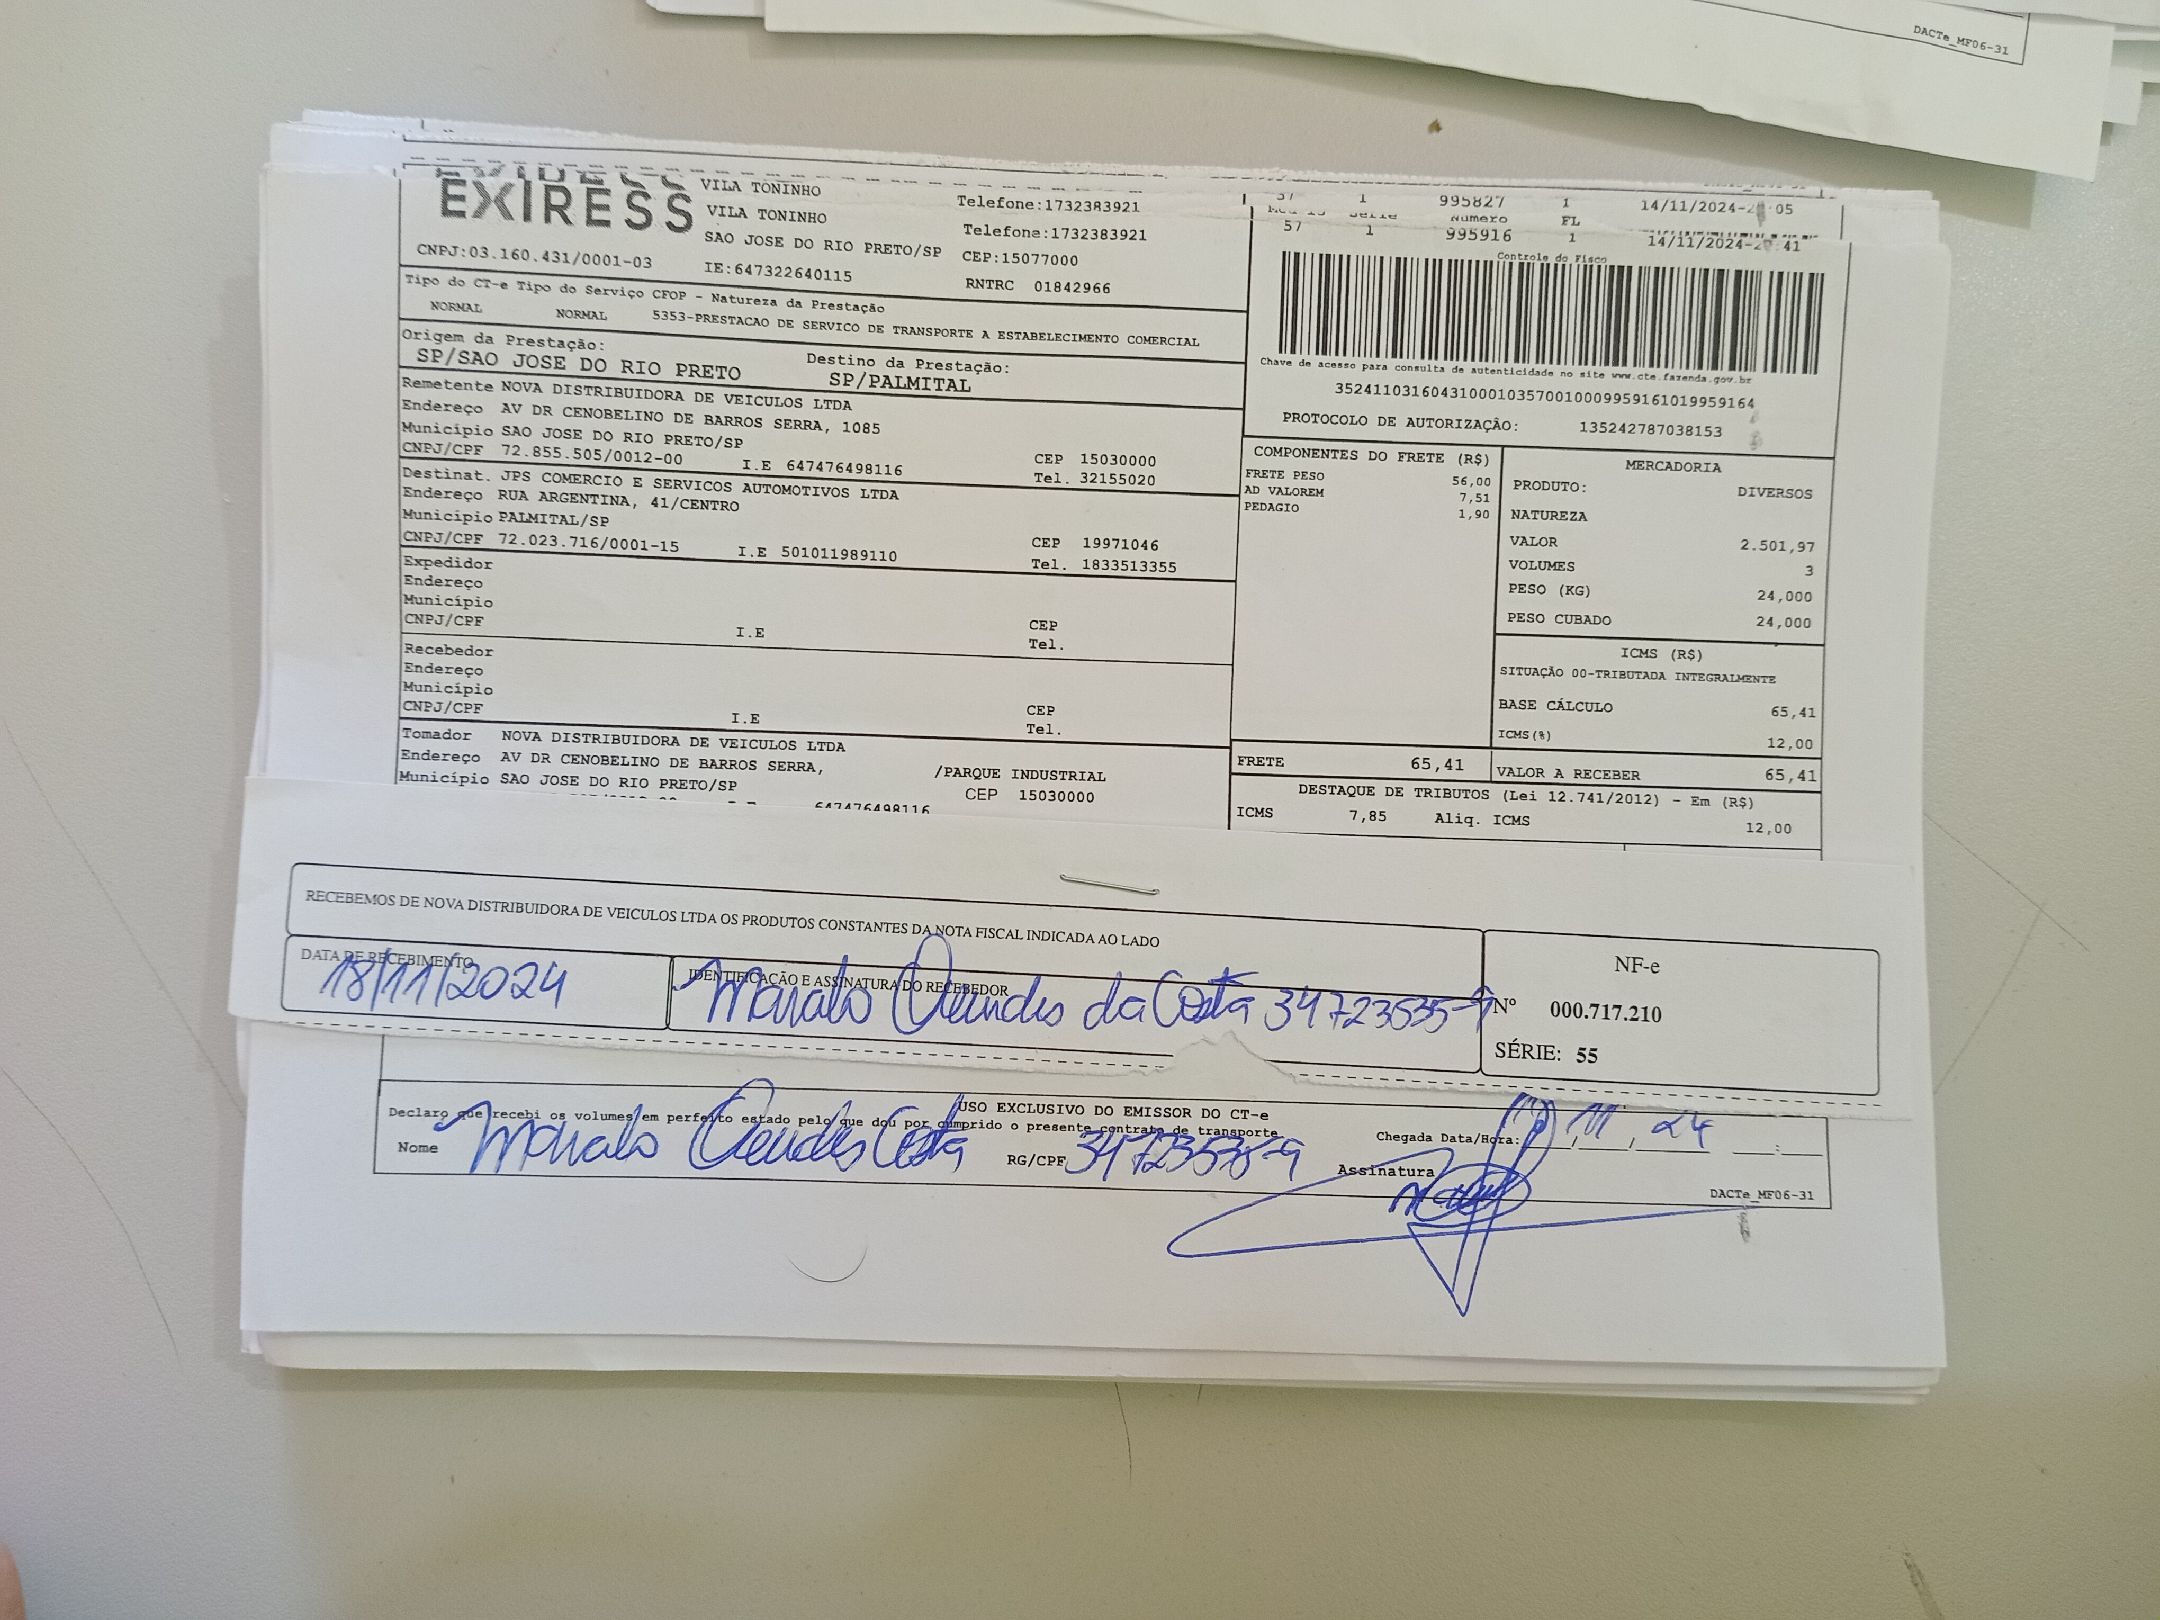 DACTe_MF06-31
EXIRESS
VILA TONINHO
Telefone:1732383921
57 1 995827 1 14/11/2024- :05
VILA TONINHO
Telefone:1732383921
Número FL
57 1 995916 1 14/11/2024- :41
SAO JOSE DO RIO PRETO/SP CEP:15077000
CNPJ:03.160.431/0001-03 IE:647322640115 RNTRC 01842966
Controle do Fisco
Tipo do CT-e Tipo do Serviço CFOP - Natureza da Prestação
NORMAL NORMAL 5353-PRESTACAO DE SERVICO DE TRANSPORTE A ESTABELECIMENTO COMERCIAL
Origem da Prestação: Destino da Prestação:
SP/SAO JOSE DO RIO PRETO SP/PALMITAL
Chave de acesso para consulta de autenticidade no site www.cte.fazenda.gov.br
35241103160431000103570010009959161019959164
PROTOCOLO DE AUTORIZAÇÃO: 135242787038153
Remetente NOVA DISTRIBUIDORA DE VEICULOS LTDA
Endereço AV DR CENOBELINO DE BARROS SERRA, 1085
Município SAO JOSE DO RIO PRETO/SP CEP 15030000
CNPJ/CPF 72.855.505/0012-00 I.E 647476498116 Tel. 32155020
Destinat. JPS COMERCIO E SERVICOS AUTOMOTIVOS LTDA
Endereço RUA ARGENTINA, 41/CENTRO
Município PALMITAL/SP CEP 19971046
CNPJ/CPF 72.023.716/0001-15 I.E 501011989110 Tel. 1833513355
Expedidor
Endereço
Município CEP
CNPJ/CPF I.E Tel.
Recebedor
Endereço
Município CEP
CNPJ/CPF I.E Tel.
Tomador NOVA DISTRIBUIDORA DE VEICULOS LTDA
Endereço AV DR CENOBELINO DE BARROS SERRA, /PARQUE INDUSTRIAL
Município SAO JOSE DO RIO PRETO/SP CEP 15030000
647476498116
COMPONENTES DO FRETE (R$)
FRETE PESO 56,00
AD VALOREM 7,51
PEDAGIO 1,90
MERCADORIA
PRODUTO: DIVERSOS
NATUREZA
VALOR 2.501,97
VOLUMES 3
PESO (KG) 24,000
PESO CUBADO 24,000
ICMS (R$)
SITUAÇÃO 00-TRIBUTADA INTEGRALMENTE
BASE CÁLCULO 65,41
ICMS(%) 12,00
FRETE 65,41 VALOR A RECEBER 65,41
DESTAQUE DE TRIBUTOS (Lei 12.741/2012) - Em (R$)
ICMS 7,85 Aliq. ICMS 12,00
RECEBEMOS DE NOVA DISTRIBUIDORA DE VEICULOS LTDA OS PRODUTOS CONSTANTES DA NOTA FISCAL INDICADA AO LADO
DATA DE RECEBIMENTO IDENTIFICAÇÃO E ASSINATURA DO RECEBEDOR
18/11/2024 da Costa 34723535-9
NF-e
Nº 000.717.210
SÉRIE: 55
USO EXCLUSIVO DO EMISSOR DO CT-e
Declaro que recebi os volumes em perfeito estado pelo que dou por cumprido o presente contrato de transporte
Nome Costa RG/CPF 34723535-9
Chegada Data/Hora: 11 24
Assinatura
DACTe_MF06-31